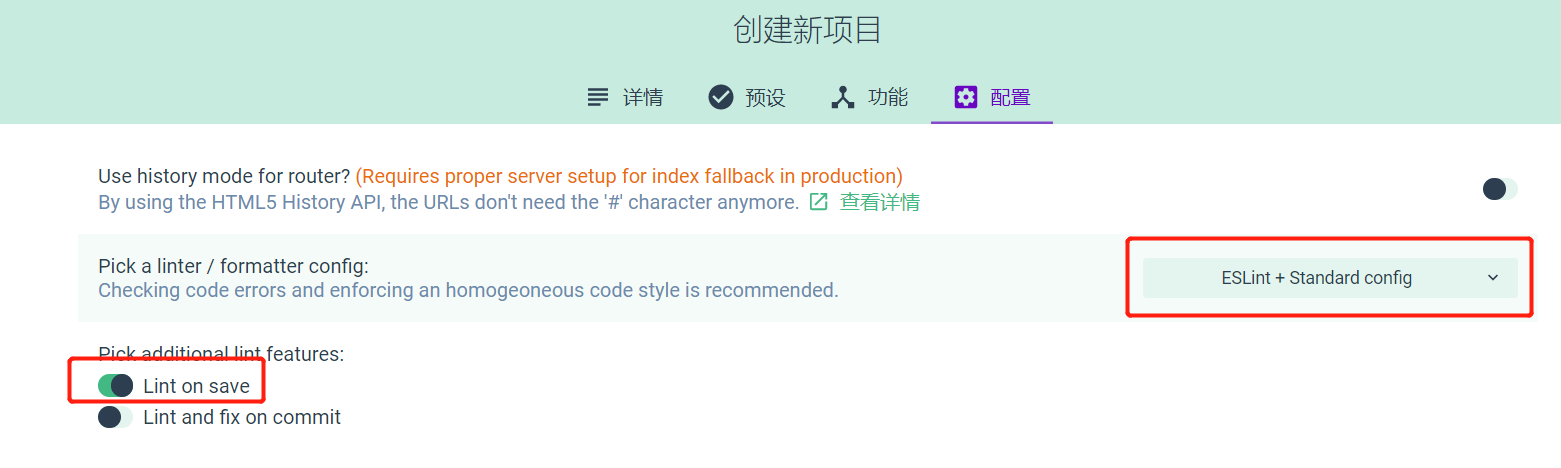 创建新项目
详情 预设 功能 配置
Use history mode for router? (Requires proper server setup for index fallback in production)
By using the HTML5 History API, the URLs don't need the '#' character anymore. 查看详情
Pick a linter / formatter config:
Checking code errors and enforcing an homogeoneous code style is recommended.
ESLint + Standard config
Pick additional lint features:
Lint on save
Lint and fix on commit